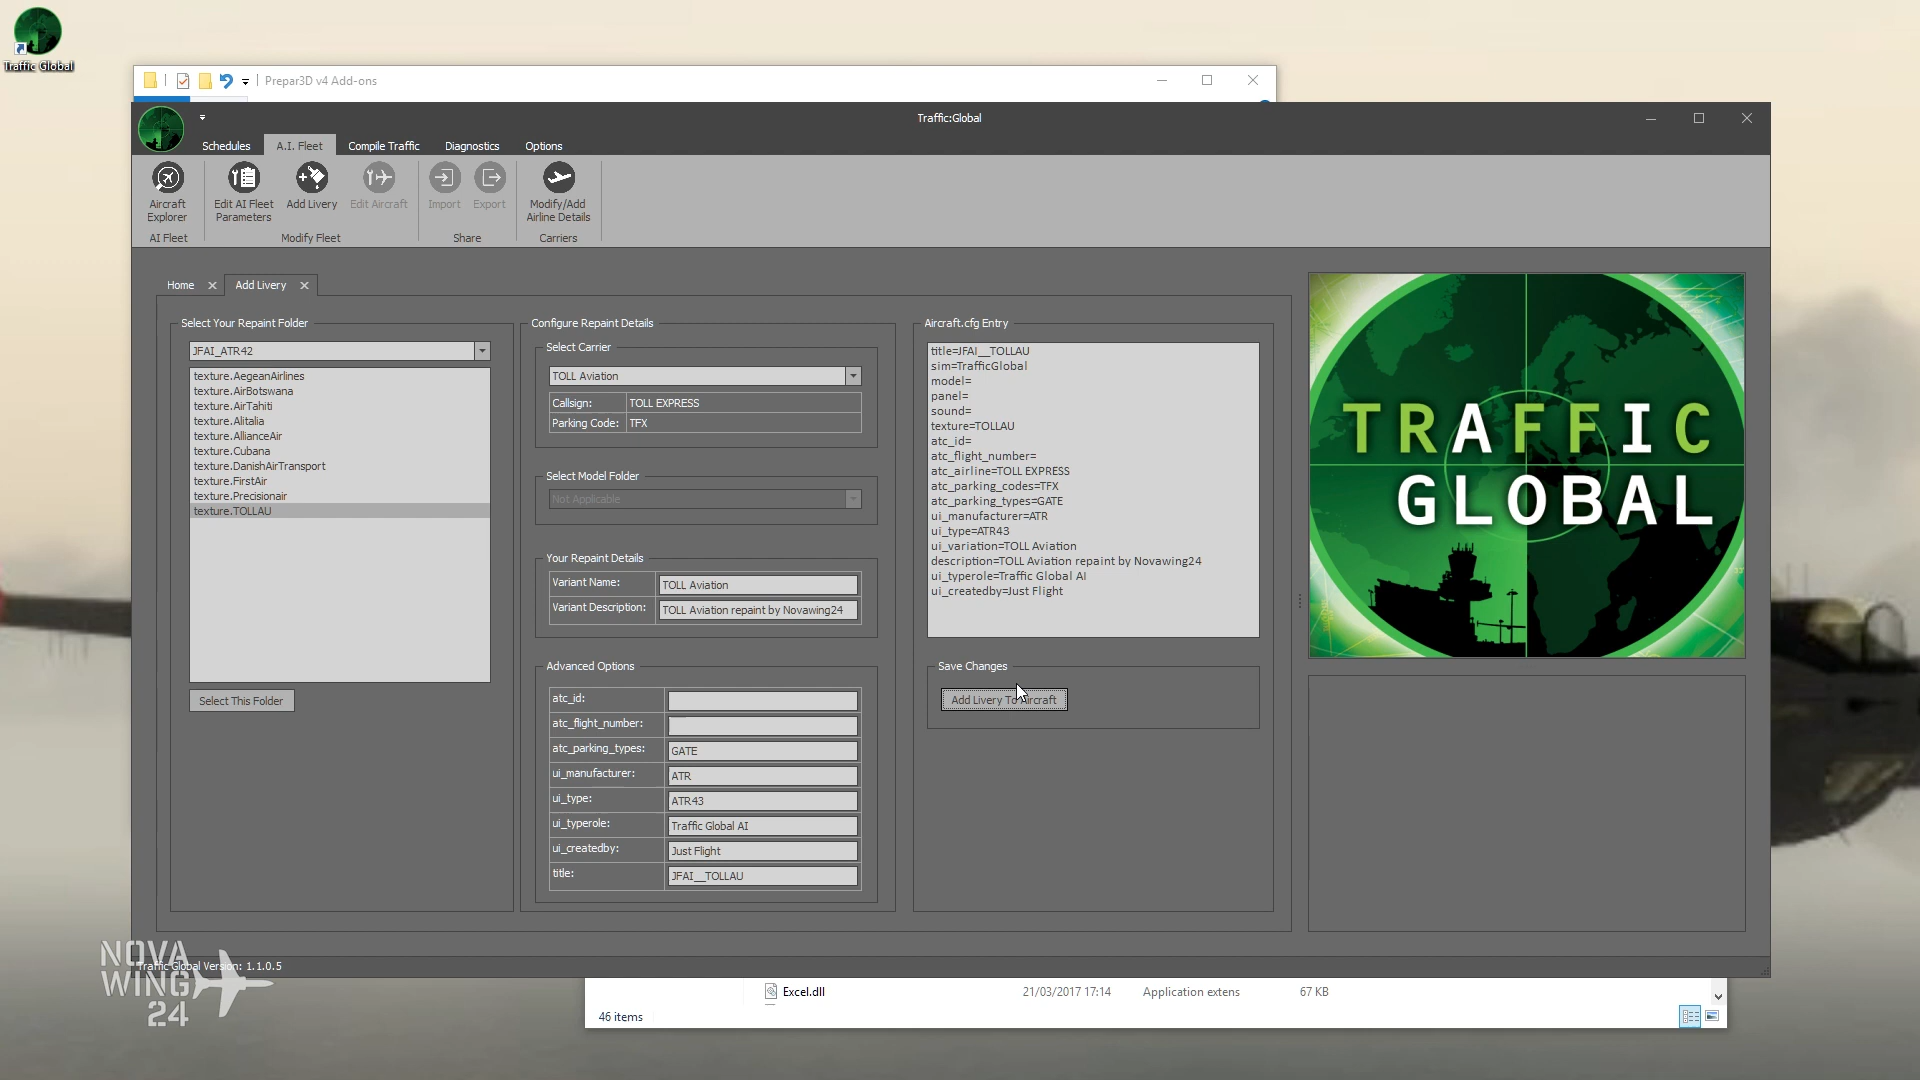 Traffic Global
Prepar3D v4 Add-ons
Traffic:Global
Schedules
A.I. Fleet
Compile Traffic
Diagnostics
Options
Aircraft
Explorer
Edit AI Fleet
Parameters
Add Livery
Edit Aircraft
Import
Export
Modify/Add
Airline Details
AI Fleet
Modify Fleet
Share
Carriers
Home
Add Livery
Select Your Repaint Folder
JFAI_ATR42
texture.AegeanAirlines
texture.AirBotswana
texture.AirTahiti
texture.Alitalia
texture.AllianceAir
texture.Cubana
texture.DanishAirTransport
texture.FirstAir
texture.Precisionair
texture.TOLLAU
Select This Folder
Configure Repaint Details
Select Carrier
TOLL Aviation
Callsign: TOLL EXPRESS
Parking Code: TFX
Select Model Folder
Not Applicable
Your Repaint Details
Variant Name: TOLL Aviation
Variant Description: TOLL Aviation repaint by Novawing24
Advanced Options
atc_id:
atc_flight_number:
atc_parking_types: GATE
ui_manufacturer: ATR
ui_type: ATR43
ui_typerole: Traffic Global AI
ui_createdby: Just Flight
title: JFAI__TOLLAU
Aircraft.cfg Entry
title=JFAI__TOLLAU
sim=TrafficGlobal
model=
panel=
sound=
texture=TOLLAU
atc_id=
atc_flight_number=
atc_airline=TOLL EXPRESS
atc_parking_codes=TFX
atc_parking_types=GATE
ui_manufacturer=ATR
ui_type=ATR43
ui_variation=TOLL Aviation
description=TOLL Aviation repaint by Novawing24
ui_typerole=Traffic Global AI
ui_createdby=Just Flight
Save Changes
Add Livery To Aircraft
TRAFFIC
GLOBAL
Traffic Global Version: 1.1.0.5
NOVA
WING
24
Excel.dll 21/03/2017 17:14 Application extens 67 KB
46 items